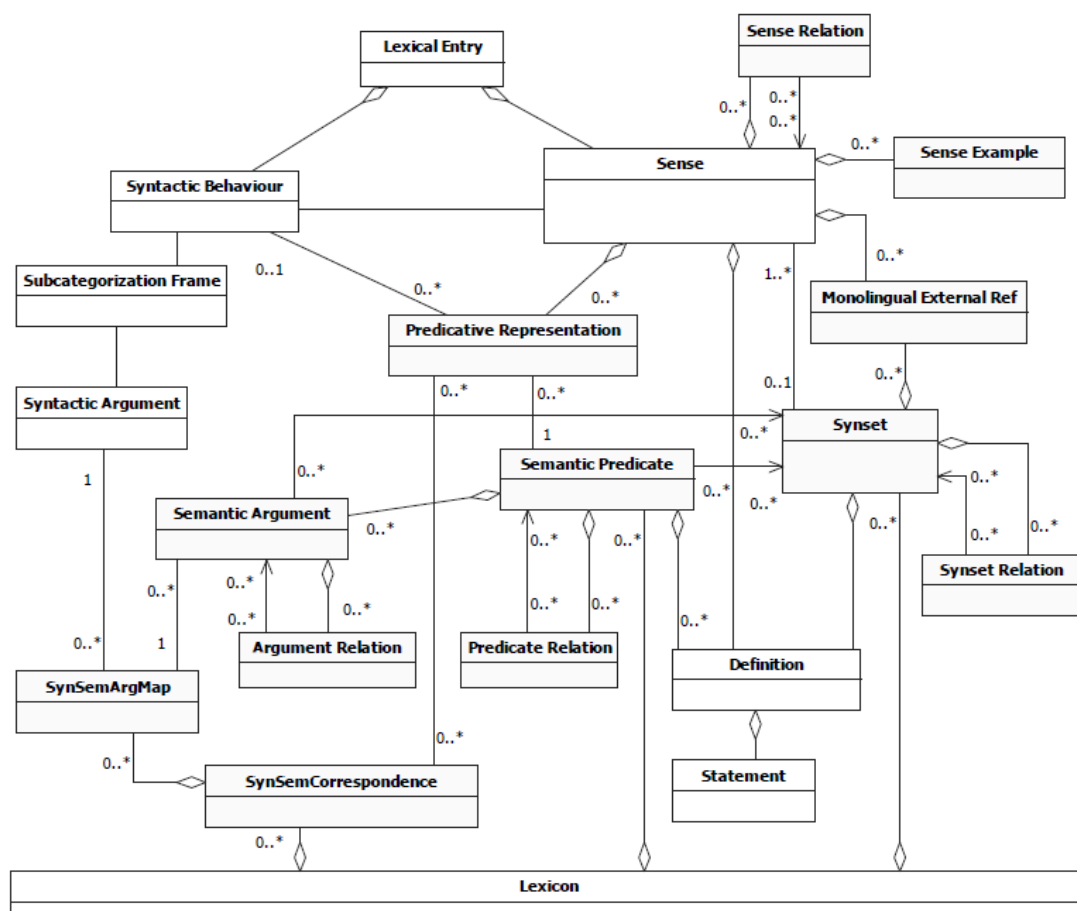 Lexical Entry
Sense Relation
0..*
0..*
0..*
0..*
Sense Example
Sense
Syntactic Behaviour
0..1
0..*
0..*
1..*
0..*
Subcategorization Frame
Monolingual External Ref
Predicative Representation
0..*
0..*
0..1
0..*
Syntactic Argument
Synset
0..*
1
1
Semantic Predicate
0..*
0..*
0..*
0..*
Semantic Argument
0..*
0..*
0..*
0..*
0..*
0..*
0..*
Synset Relation
0..*
0..*
0..*
0..*
0..*
0..*
0..*
0..*
1
Argument Relation
Predicate Relation
Definition
SynSemArgMap
0..*
0..*
SynSemCorrespondence
Statement
0..*
Lexicon